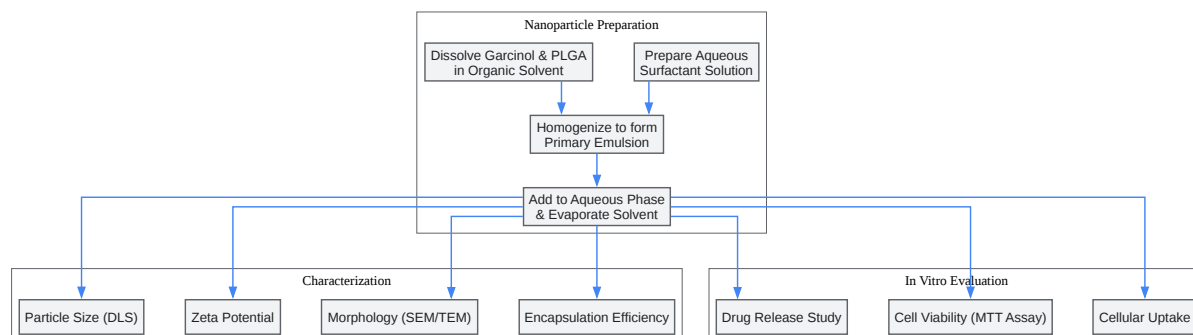 Nanoparticle Preparation
Dissolve Garcinol & PLGA
in Organic Solvent
Prepare Aqueous
Surfactant Solution
Homogenize to form
Primary Emulsion
Add to Aqueous Phase
& Evaporate Solvent
Characterization
Particle Size (DLS)
Zeta Potential
Morphology (SEM/TEM)
Encapsulation Efficiency
In Vitro Evaluation
Drug Release Study
Cell Viability (MTT Assay)
Cellular Uptake